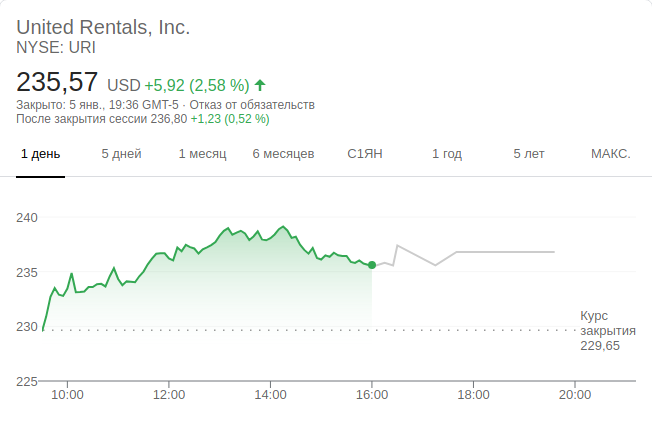 United Rentals, Inc.
NYSE: URI
235,57 USD +5,92 (2,58 %)
Закрыто: 5 янв., 19:36 GMT-5 · Отказ от обязательств
После закрытия сессии 236,80 +1,23 (0,52 %)
1 день 5 дней 1 месяц 6 месяцев С1ЯН 1 год 5 лет МАКС.
240
235
230
225
Курс
закрытия
229,65
10:00 12:00 14:00 16:00 18:00 20:00